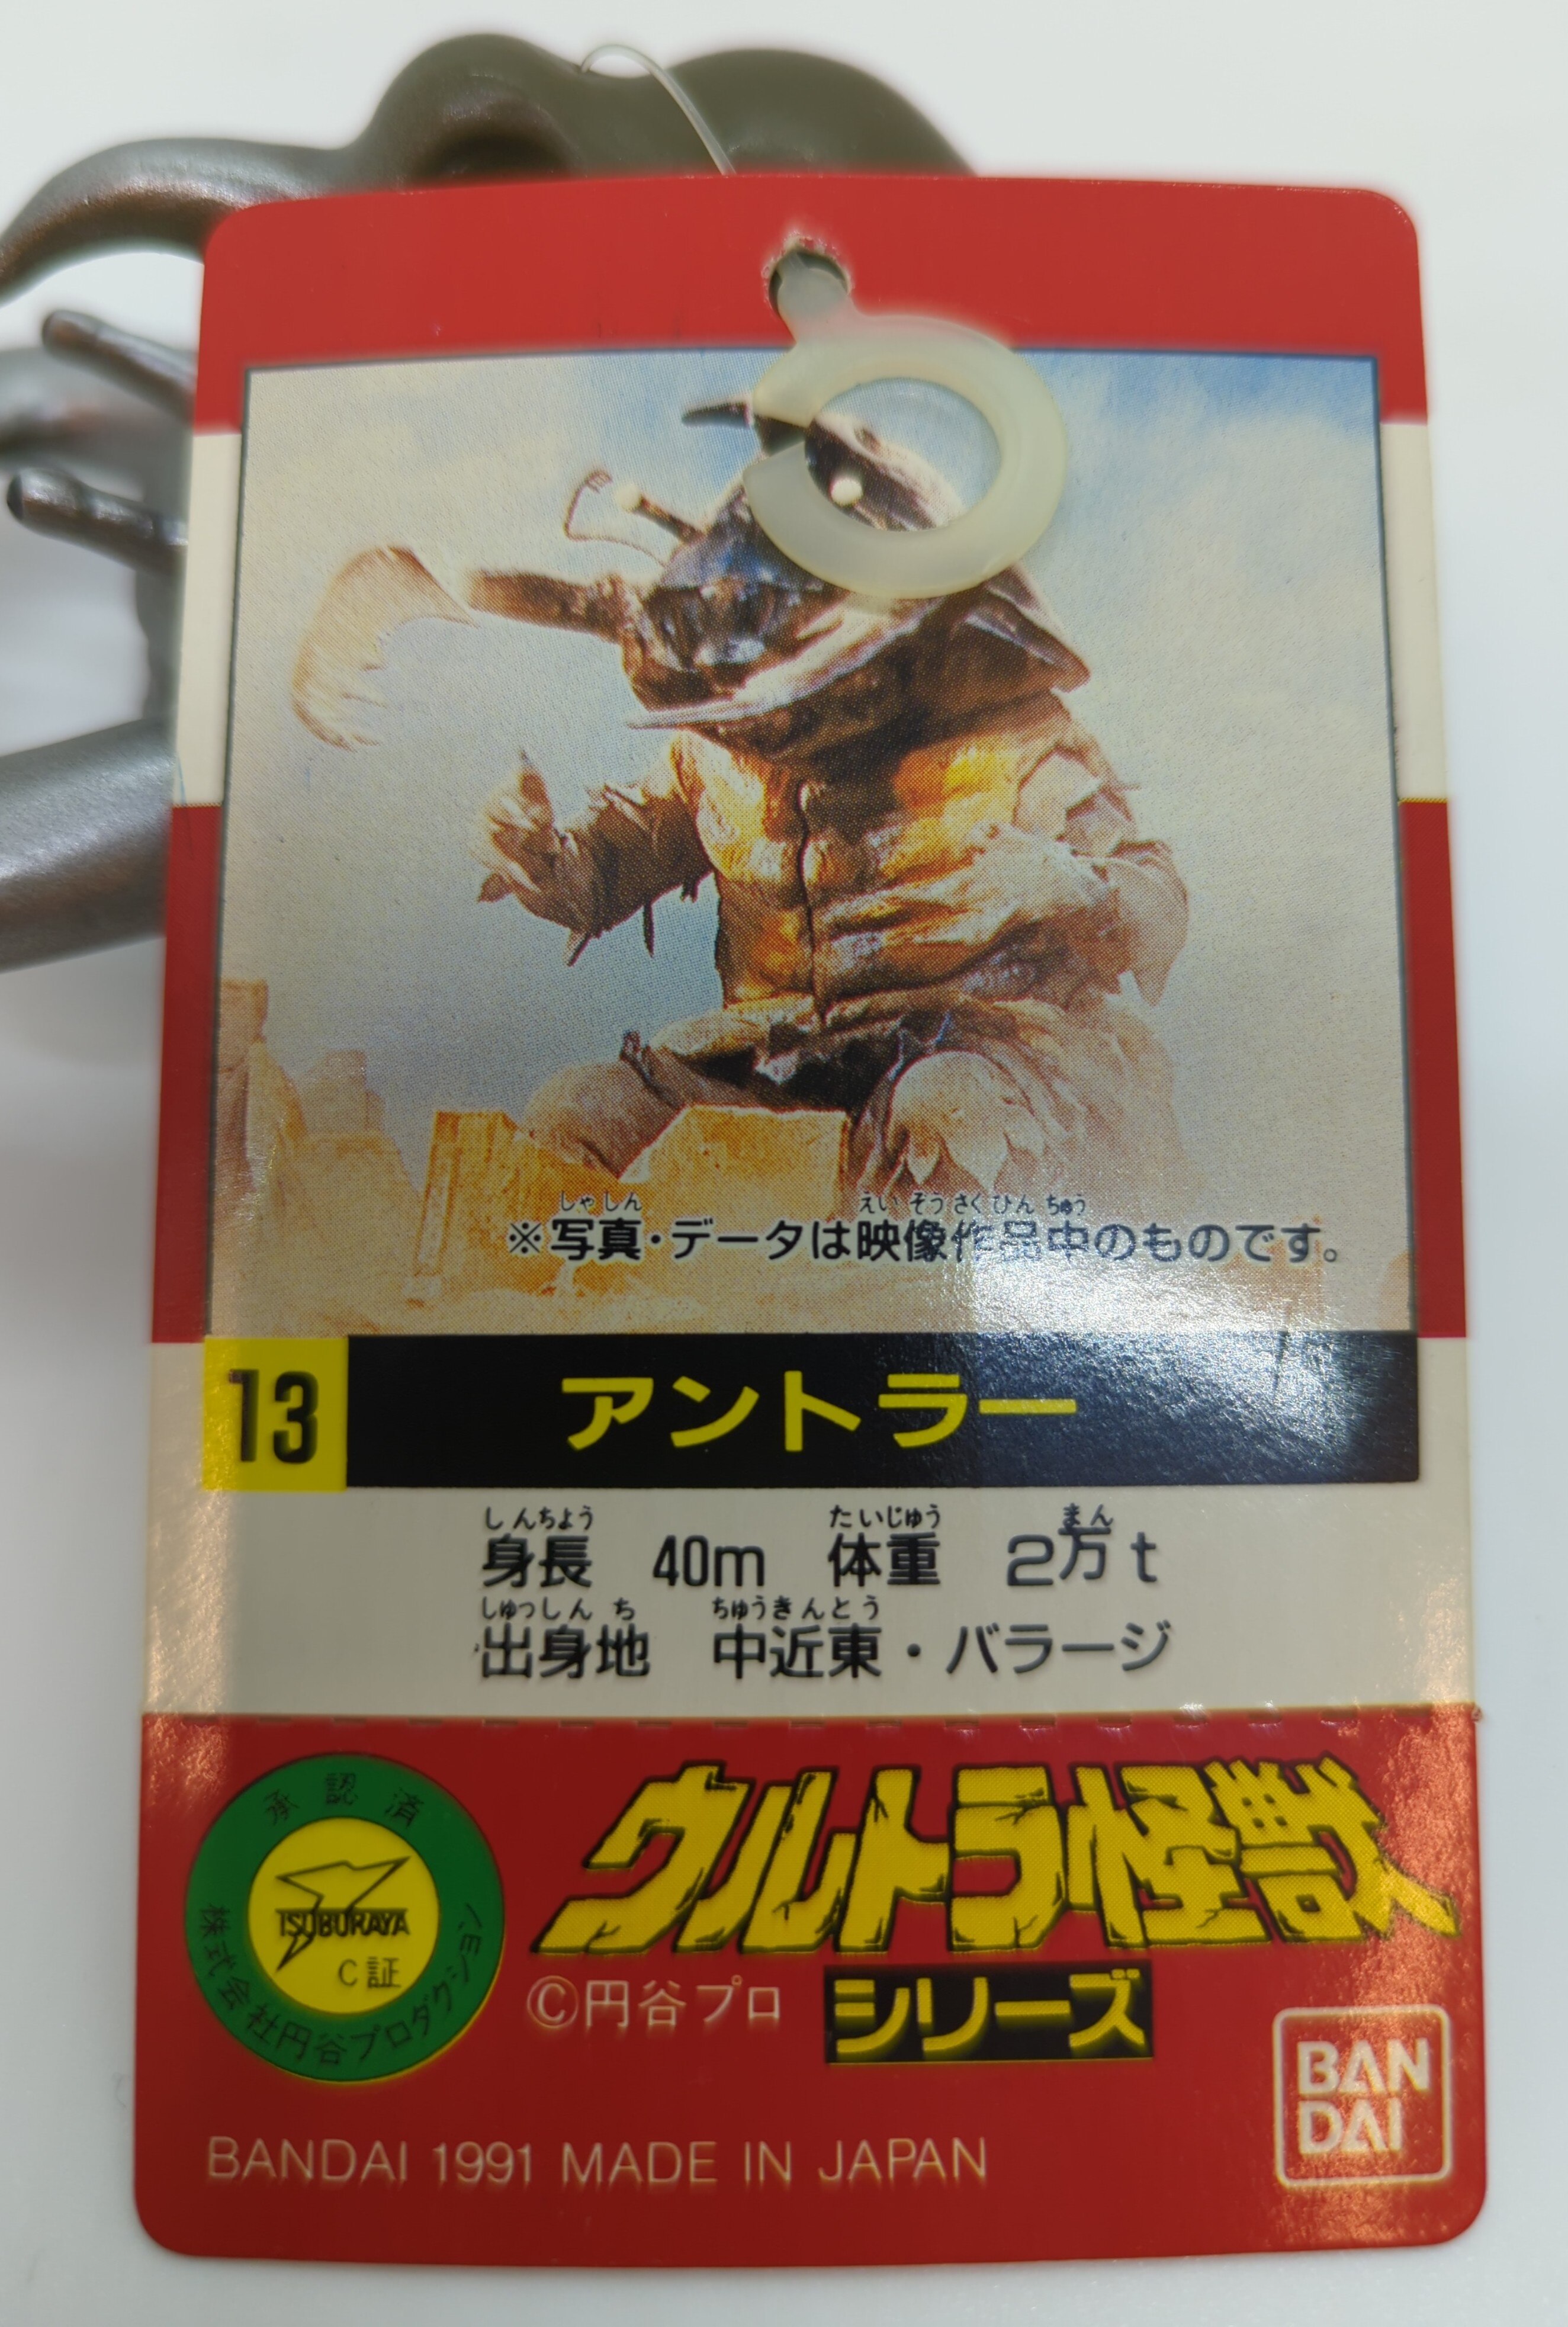 しゃしん えいぞうさくひんちゅう
※写真・データは映像作品中のものです。
13 アントラー
しんちょう たいじゅう まん
身長 40m 体重 2万t
しゅっしんち ちゅうきんとう
出身地 中近東・バラージ
承認済
TSUBURAYA
C証
株式会社円谷プロダクション
ウルトラ怪獣
シリーズ
©円谷プロ
BAN
DAI
BANDAI 1991 MADE IN JAPAN